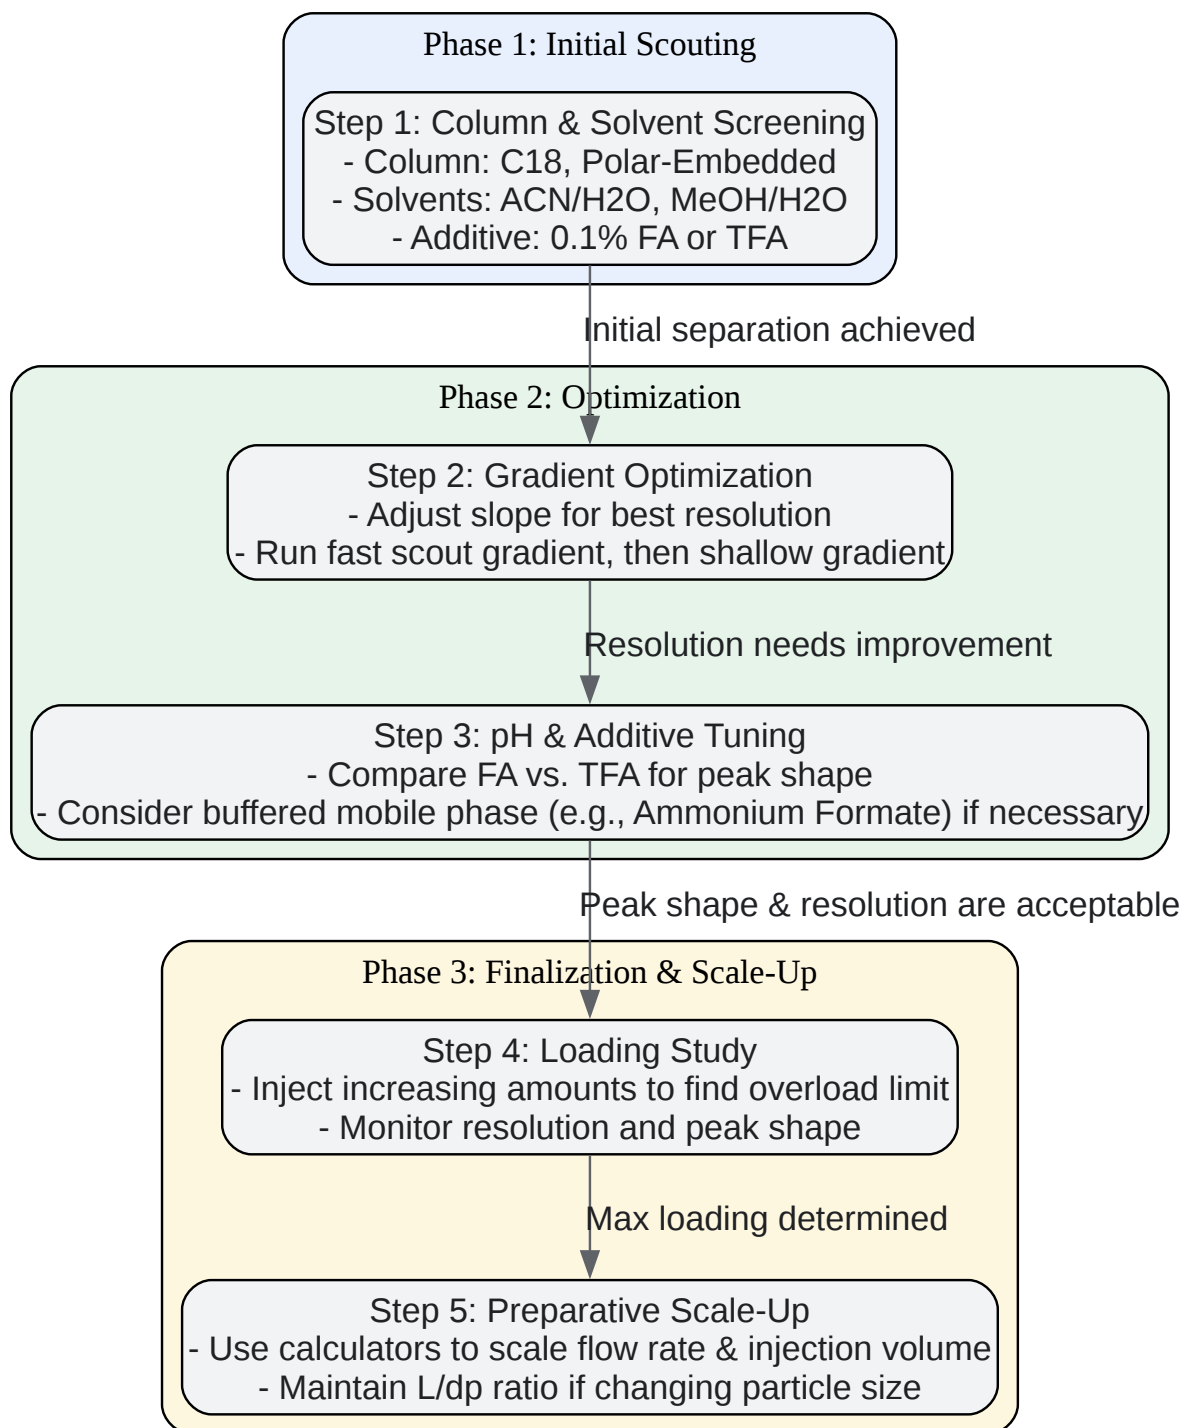 Phase 1: Initial Scouting
Step 1: Column & Solvent Screening
- Column: C18, Polar-Embedded
- Solvents: ACN/H2O, MeOH/H2O
- Additive: 0.1% FA or TFA
Initial separation achieved
Phase 2: Optimization
Step 2: Gradient Optimization
- Adjust slope for best resolution
- Run fast scout gradient, then shallow gradient
Resolution needs improvement
Step 3: pH & Additive Tuning
- Compare FA vs. TFA for peak shape
- Consider buffered mobile phase (e.g., Ammonium Formate) if necessary
Peak shape & resolution are acceptable
Phase 3: Finalization & Scale-Up
Step 4: Loading Study
- Inject increasing amounts to find overload limit
- Monitor resolution and peak shape
Max loading determined
Step 5: Preparative Scale-Up
- Use calculators to scale flow rate & injection volume
- Maintain L/dp ratio if changing particle size